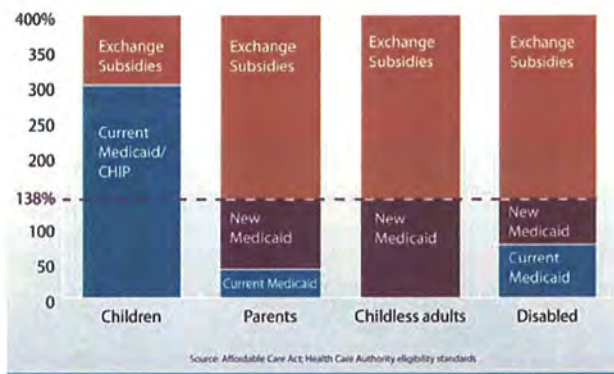 400%
350
300
250
200
138%
100
50
0
Exchange
Subsidies
Current
Medicaid/
CHIP
Exchange
Subsidies
New
Medicaid
Current Medicaid
Exchange
Subsidies
New
Medicaid
Exchange
Subsidies
New
Medicaid
Current
Medicaid
Children
Parents
Childless adults
Disabled
Source: Affordable Care Act; Health Care Authority eligibility standards